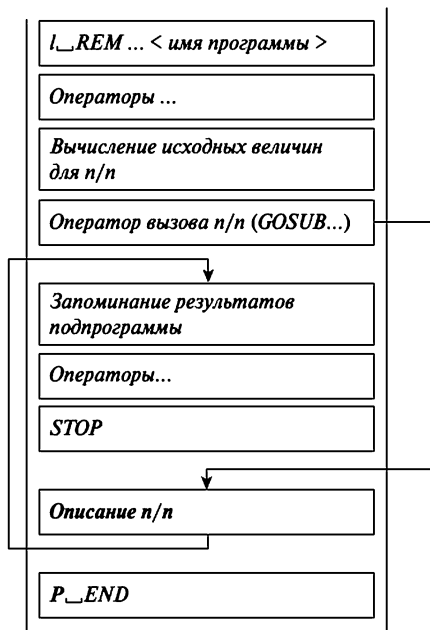 l⎵REM ... < имя программы >
Операторы ...
Вычисление исходных величин
для п/п
Оператор вызова п/п (GOSUB...)
Запоминание результатов
подпрограммы
Операторы...
STOP
Описание п/п
P⎵END